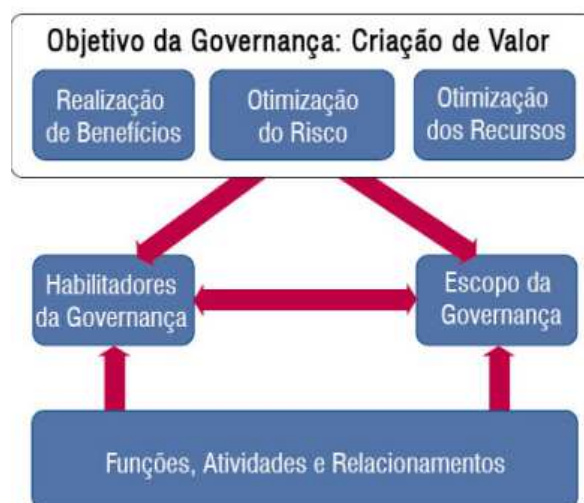 Objetivo da Governança: Criação de Valor
Realização
de Benefícios
Otimização
do Risco
Otimização
dos Recursos
Habilitadores
da Governança
Escopo da
Governança
Funções, Atividades e Relacionamentos